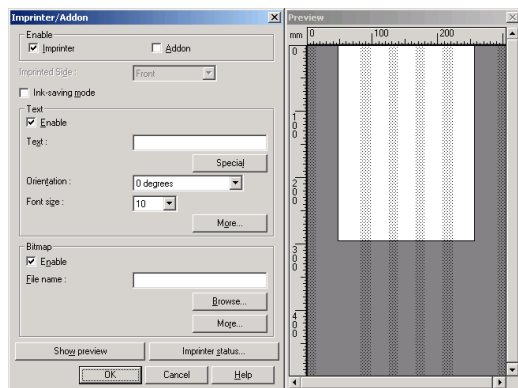 Printer/Addon
Enable
Imprinter
Addon
Imprinted Side :
Front
Ink-saving mode
Text
Enable
Text :
Special
Orientation :
0 degrees
Font size :
10
More...
Bitmap
Enable
File name :
Browse...
More...
Show preview
Imprinter status...
OK
Cancel
Help
Preview
mm
0
100
200
0
100
200
300
400